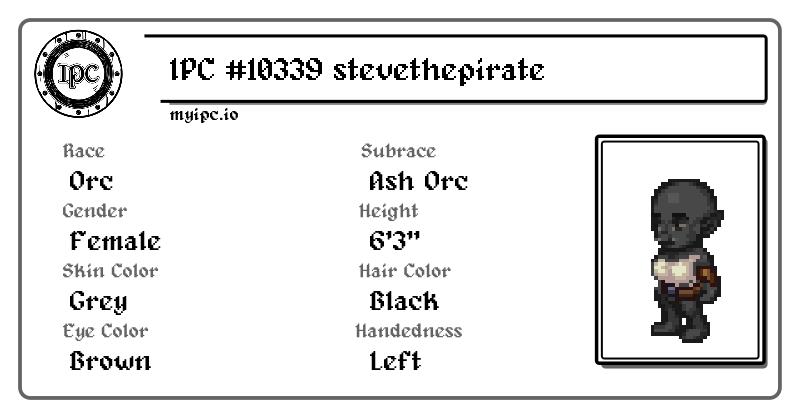 IPC
IPC #10339 stevethepirate
myipc.io
Race
Orc
Subrace
Ash Orc
Gender
Female
Height
6'3"
Skin Color
Grey
Hair Color
Black
Eye Color
Brown
Handedness
Left